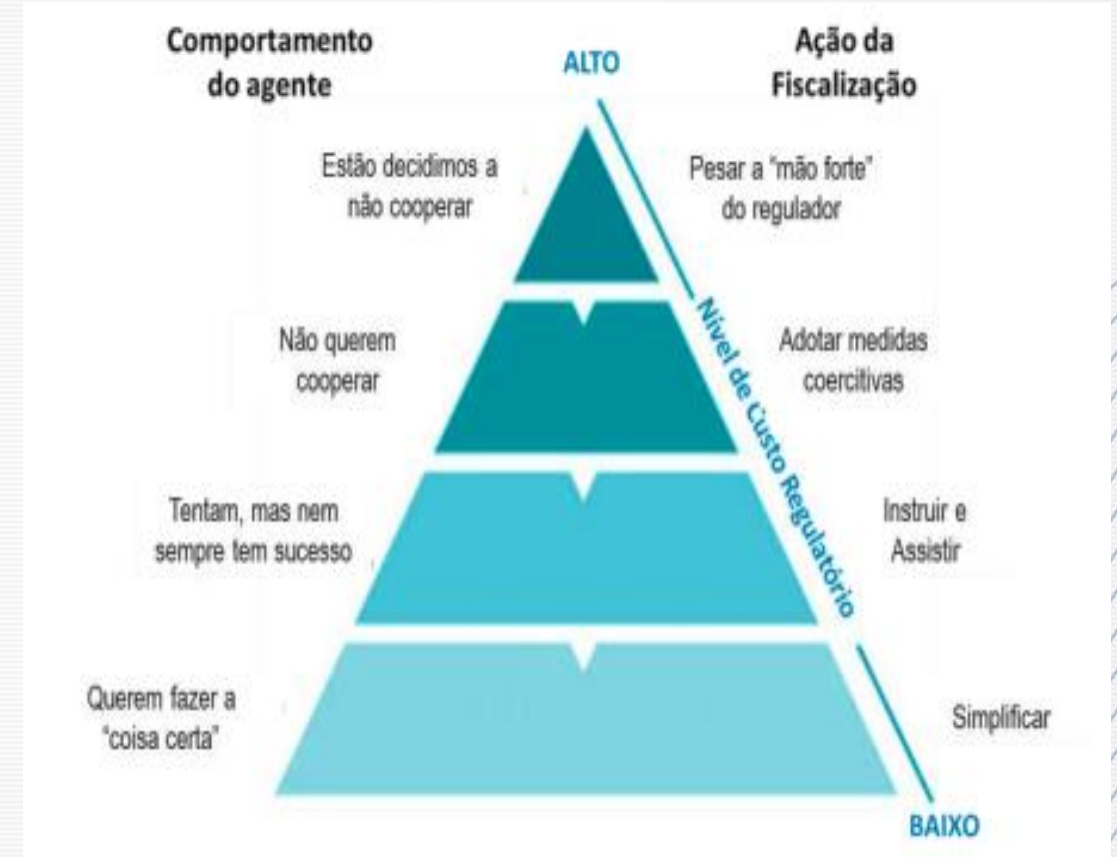 Comportamento
do agente
ALTO
Ação da
Fiscalização
Estão decidimos a
não cooperar
Pesar a “mão forte”
do regulador
Não querem
cooperar
Nível de Custo Regulatório
Adotar medidas
coercitivas
Tentam, mas nem
sempre tem sucesso
Instruir e
Assistir
Querem fazer a
“coisa certa”
Simplificar
BAIXO